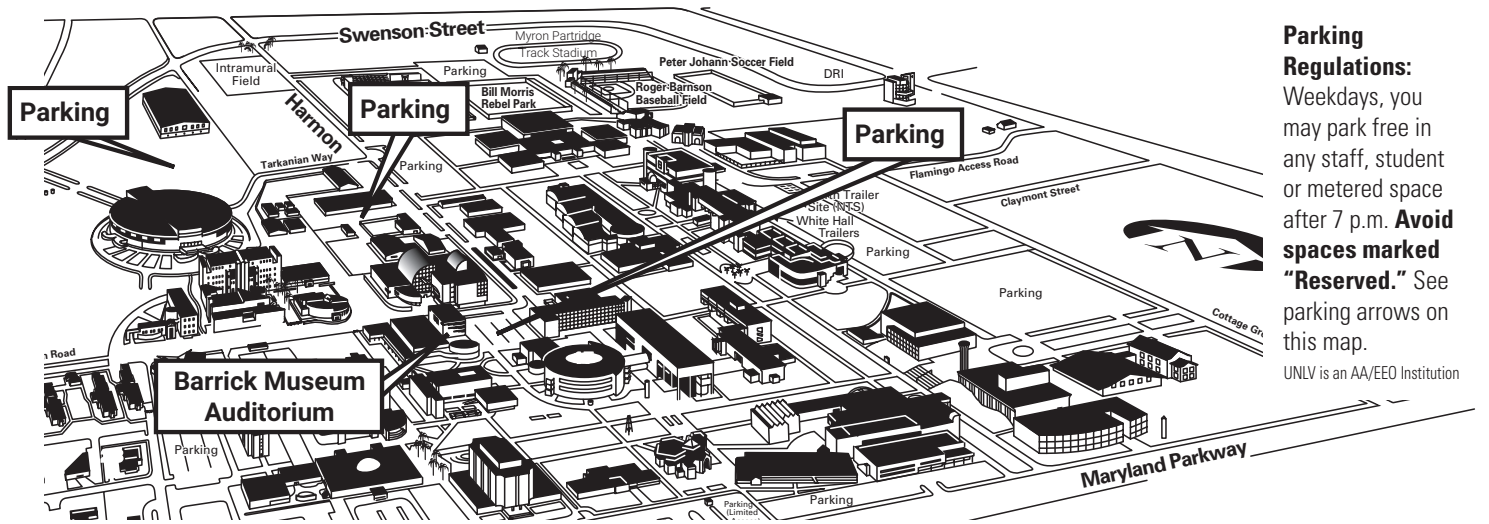 Swenson Street
Myron Partridge
Track Stadium
Intramural
Field
Parking
Peter Johann Soccer Field
DRI
Bill Morris
Rebel Park
Roger Barnson
Baseball Field
Parking
Parking
Parking
Harmon
Tarkanian Way
Parking
Flamingo Access Road
Claymont Street
Trailer
Site (NTS)
White Hall
Trailers
Parking
Parking
Road
Barrick Museum
Auditorium
Parking
Cottage
Maryland Parkway
Parking
Parking
(Limited
Parking
Regulations:
Weekdays, you
may park free in
any staff, student
or metered space
after 7 p.m. Avoid
spaces marked
“Reserved.” See
parking arrows on
this map.
UNLV is an AA/EEO Institution